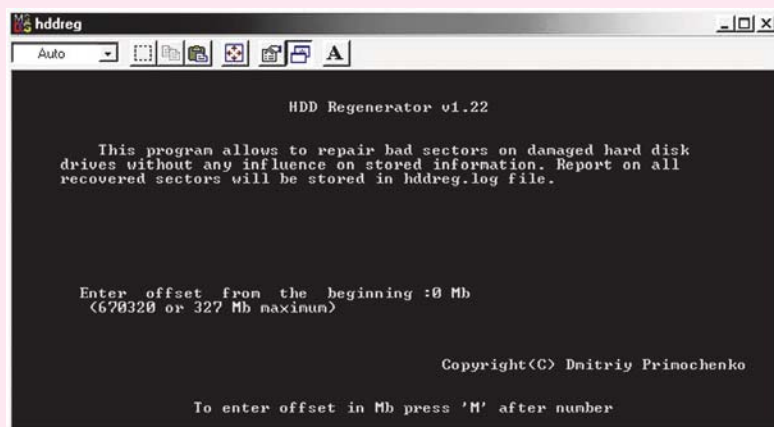 hddreg
Auto
A
HDD Regenerator v1.22
This program allows to repair bad sectors on damaged hard disk
drives without any influence on stored information. Report on all
recovered sectors will be stored in hddreg.log file.
Enter offset from the beginning :0 Mb
(670320 or 327 Mb maximum)
Copyright(C) Dmitriy Primochenko
To enter offset in Mb press 'M' after number